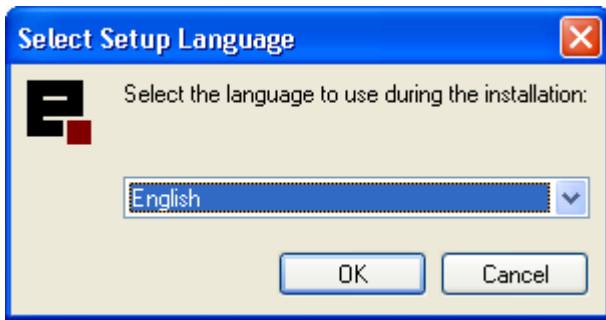 Select Setup Language
Select the language to use during the installation:
English
OK
Cancel